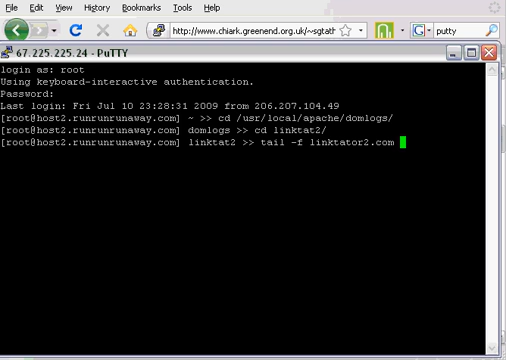 File Edit View History Bookmarks Tools Help
http://www.chiark.greenend.org.uk/~sgtath
putty
67.225.225.24 - PuTTY
login as: root
Using keyboard-interactive authentication.
Password:
Last login: Fri Jul 10 23:28:31 2009 from 206.207.104.49
[root@host2.runrunrunaway.com] ~ >> cd /usr/local/apache/domlogs/
[root@host2.runrunrunaway.com] domlogs >> cd linktat2/
[root@host2.runrunrunaway.com] linktat2 >> tail -f linktator2.com